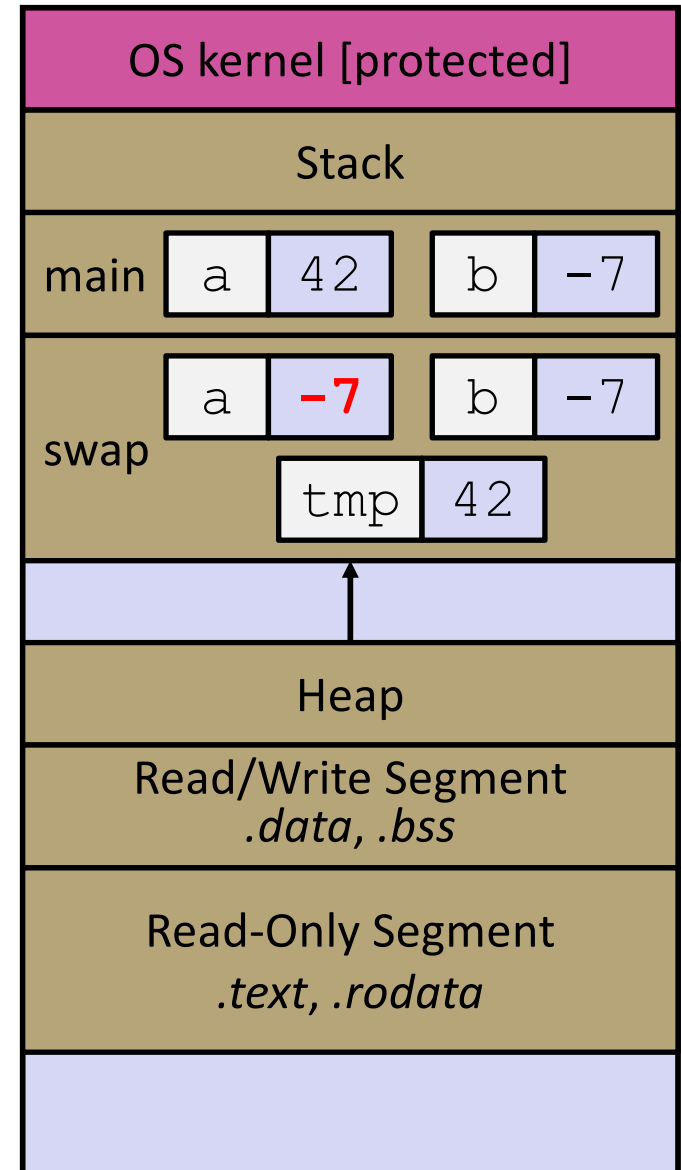 OS kernel [protected]
Stack
main a 42 b -7
swap a -7 b -7
tmp 42
Heap
Read/Write Segment
.data, .bss
Read-Only Segment
.text, .rodata